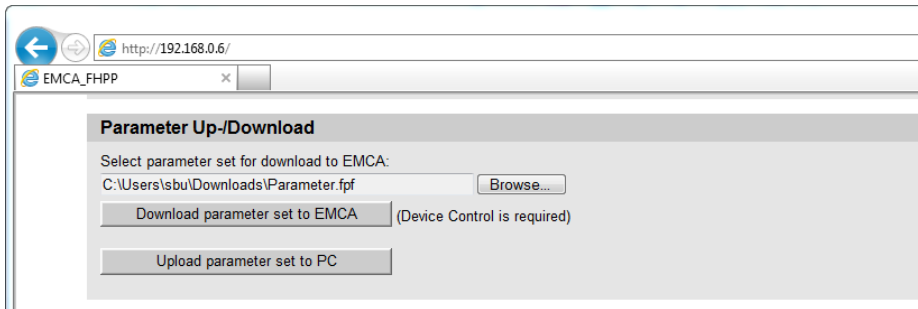 http://192.168.0.6/
EMCA_FHPP
Parameter Up-/Download
Select parameter set for download to EMCA:
C:\Users\sbu\Downloads\Parameter.fpf Browse...
Download parameter set to EMCA (Device Control is required)
Upload parameter set to PC